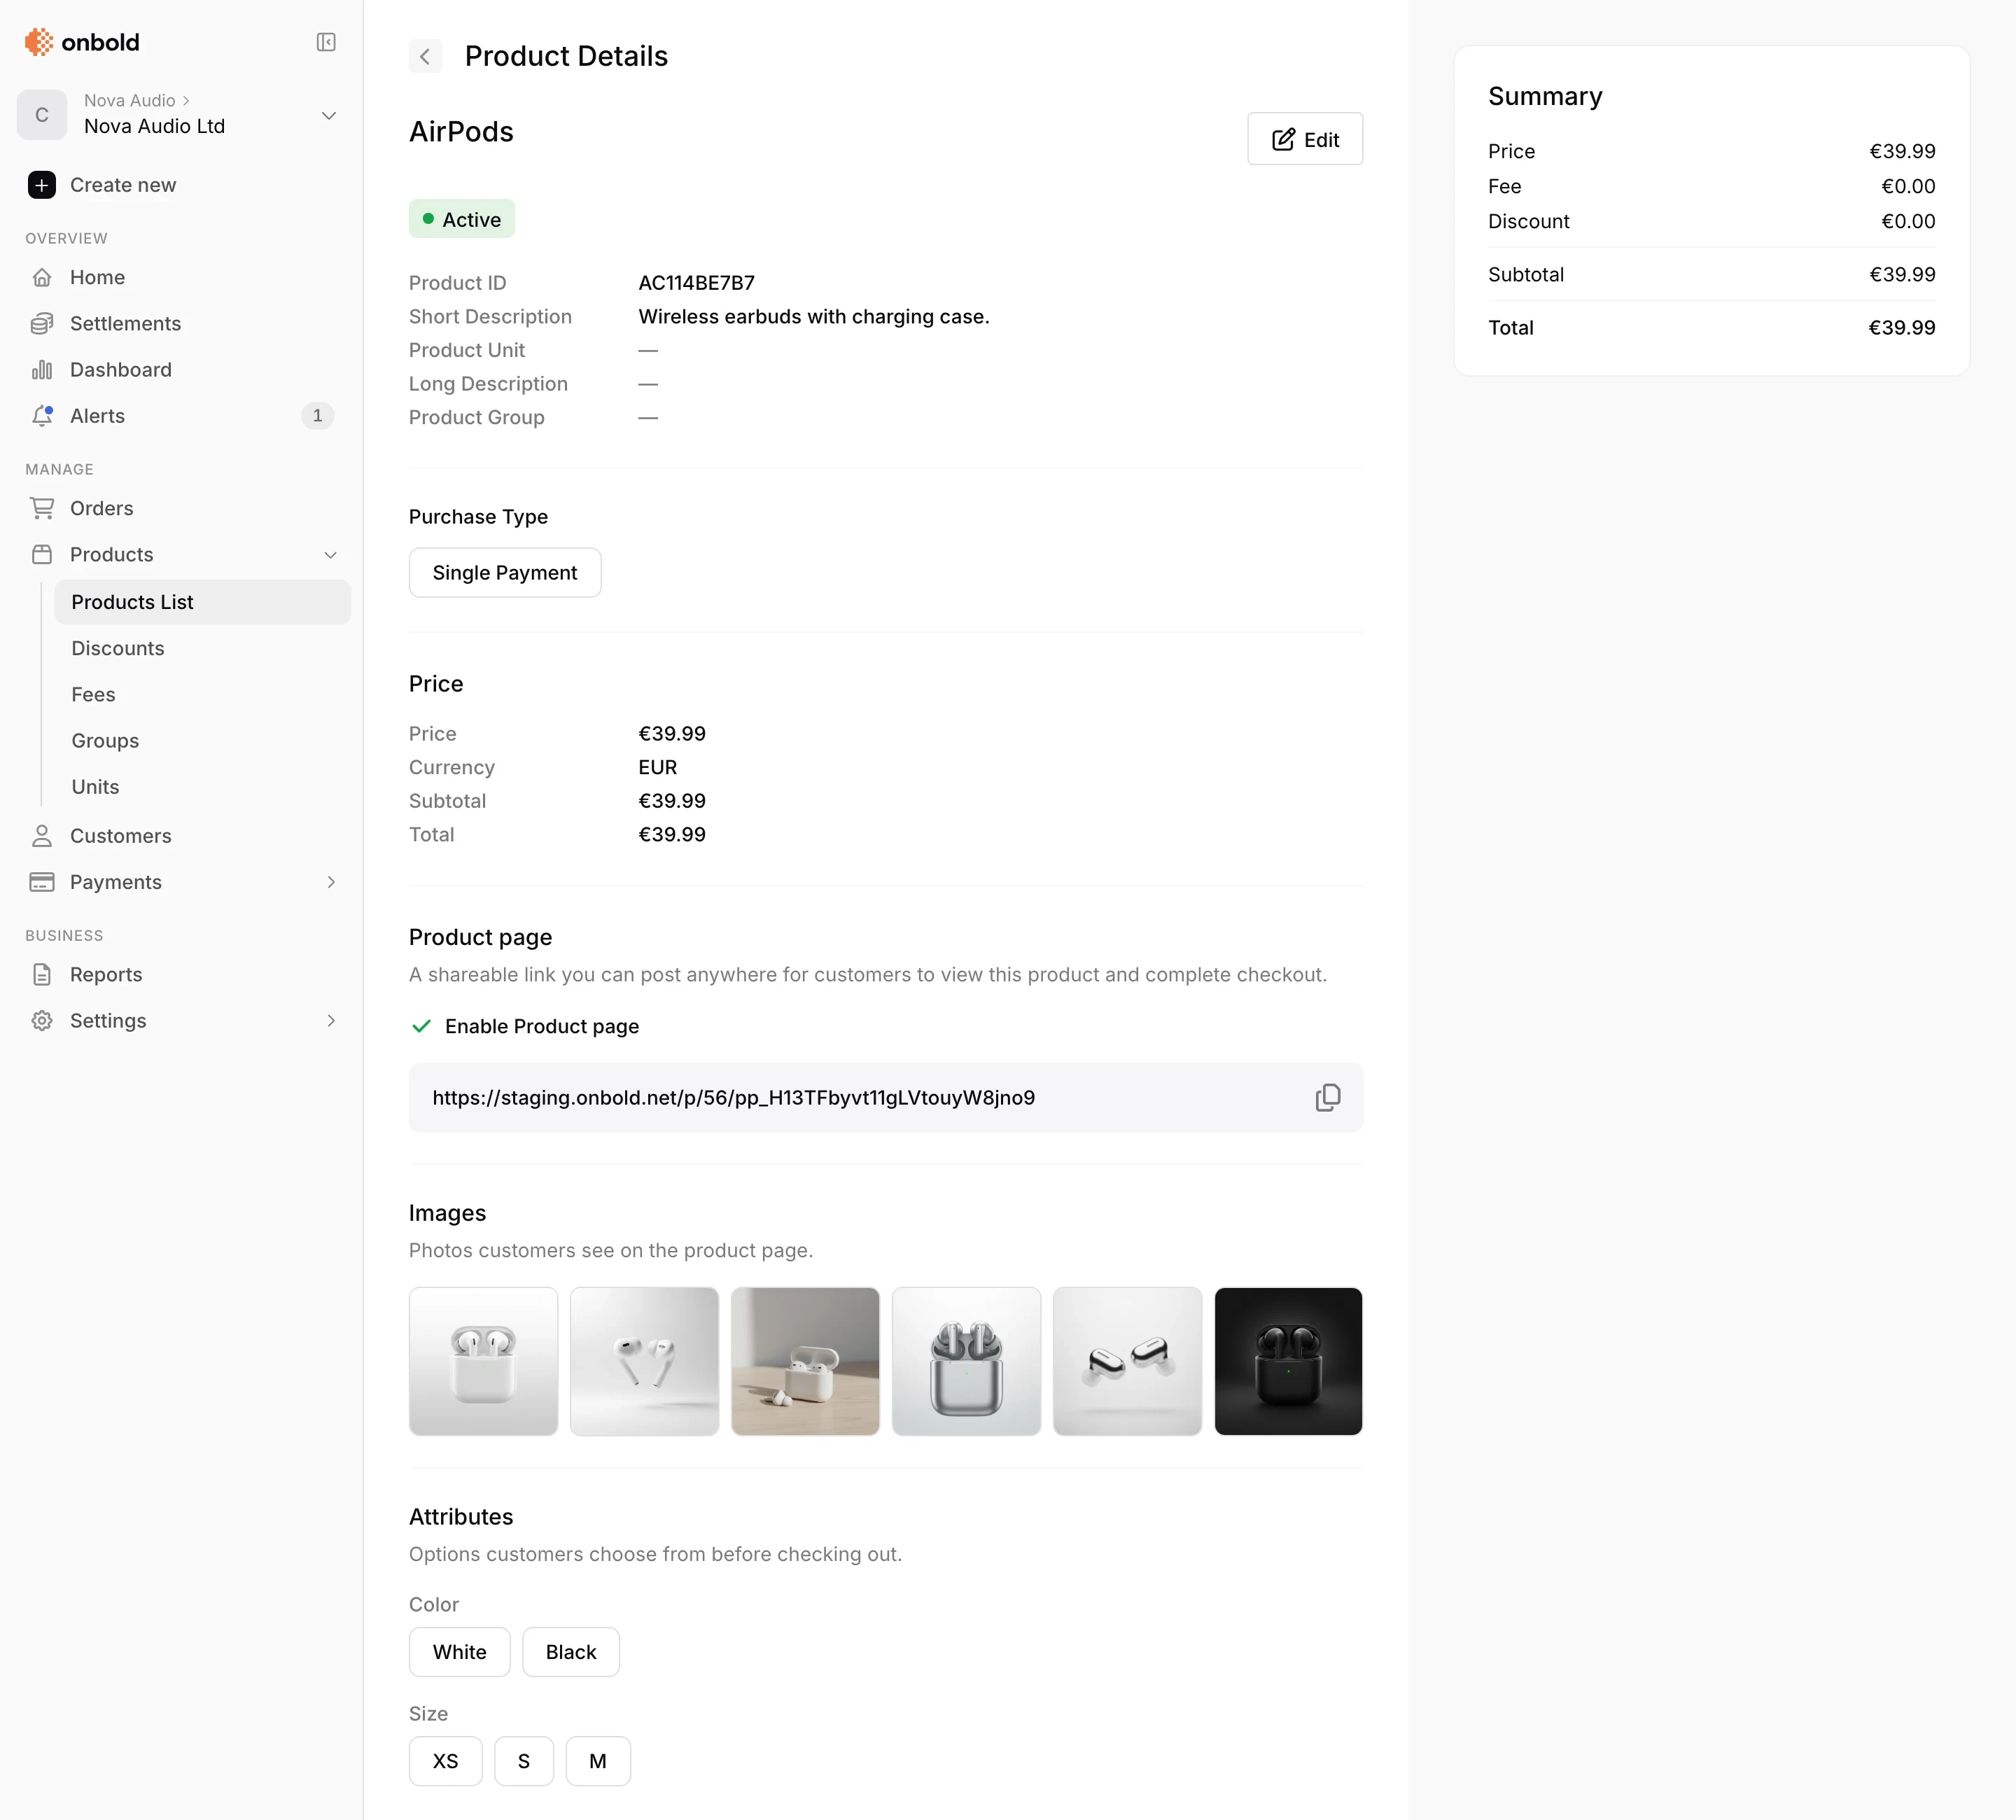 onbold
C
Nova Audio >
Nova Audio Ltd
Create new
OVERVIEW
Home
Settlements
Dashboard
Alerts 1
MANAGE
Orders
Products
Products List
Discounts
Fees
Groups
Units
Customers
Payments
BUSINESS
Reports
Settings
Product Details
AirPods
Edit
Active
Product ID AC114BE7B7
Short Description Wireless earbuds with charging case.
Product Unit —
Long Description —
Product Group —
Purchase Type
Single Payment
Price
Price €39.99
Currency EUR
Subtotal €39.99
Total €39.99
Product page
A shareable link you can post anywhere for customers to view this product and complete checkout.
Enable Product page
https://staging.onbold.net/p/56/pp_H13TFbyvt11gLVtouyW8jno9
Images
Photos customers see on the product page.
Attributes
Options customers choose from before checking out.
Color
White Black
Size
XS S M
Summary
Price €39.99
Fee €0.00
Discount €0.00
Subtotal €39.99
Total €39.99